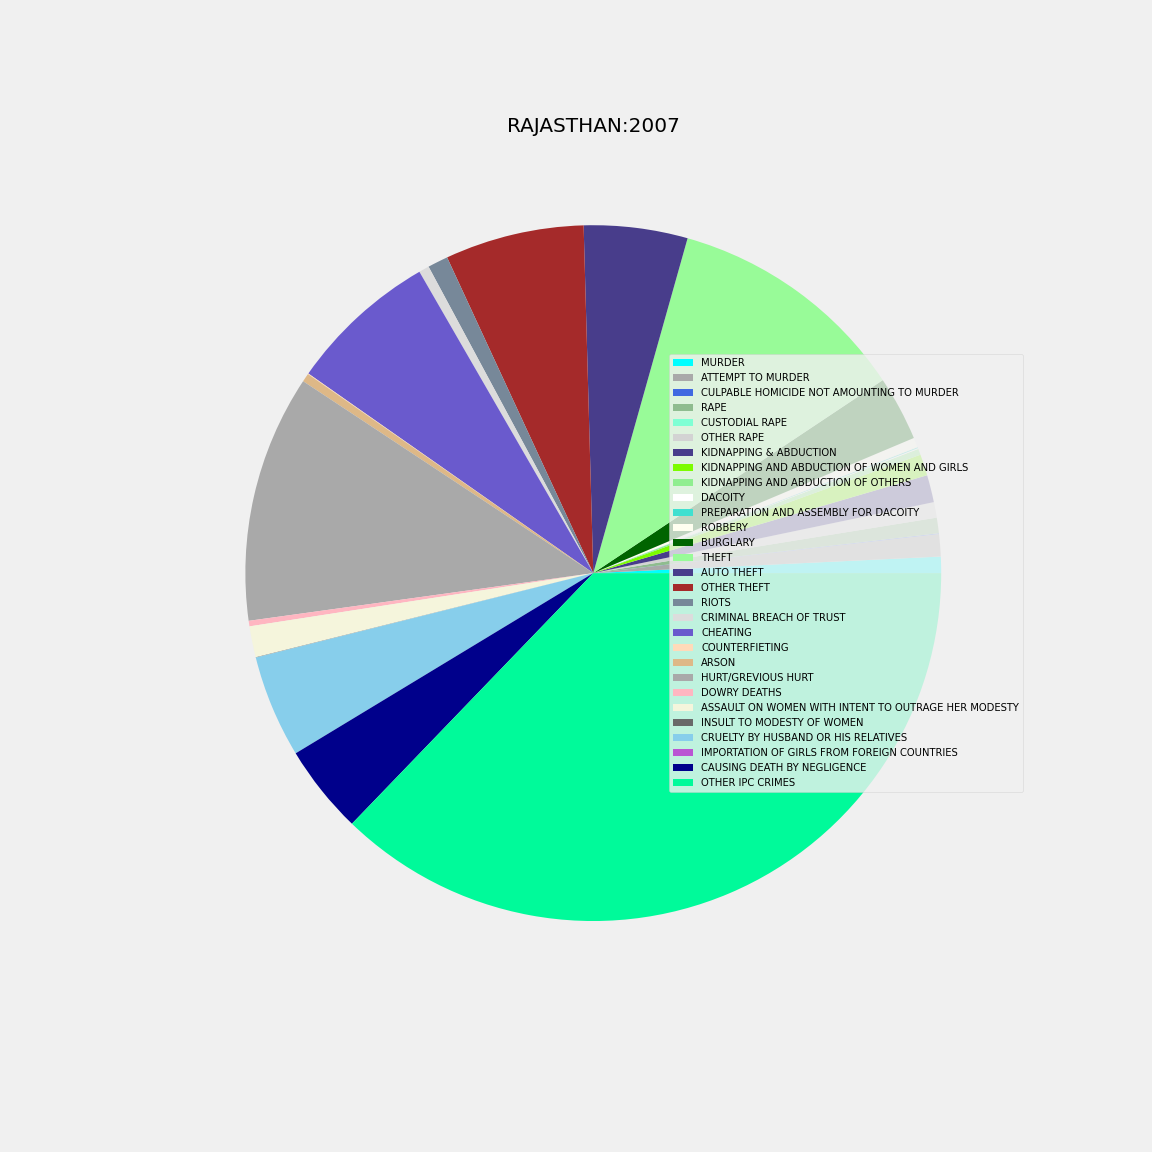 RAJASTHAN:2007
MURDER
ATTEMPT TO MURDER
CULPABLE HOMICIDE NOT AMOUNTING TO MURDER
RAPE
CUSTODIAL RAPE
OTHER RAPE
KIDNAPPING & ABDUCTION
KIDNAPPING AND ABDUCTION OF WOMEN AND GIRLS
KIDNAPPING AND ABDUCTION OF OTHERS
DACOITY
PREPARATION AND ASSEMBLY FOR DACOITY
ROBBERY
BURGLARY
THEFT
AUTO THEFT
OTHER THEFT
RIOTS
CRIMINAL BREACH OF TRUST
CHEATING
COUNTERFIETING
ARSON
HURT/GREVIOUS HURT
DOWRY DEATHS
ASSAULT ON WOMEN WITH INTENT TO OUTRAGE HER MODESTY
INSULT TO MODESTY OF WOMEN
CRUELTY BY HUSBAND OR HIS RELATIVES
IMPORTATION OF GIRLS FROM FOREIGN COUNTRIES
CAUSING DEATH BY NEGLIGENCE
OTHER IPC CRIMES